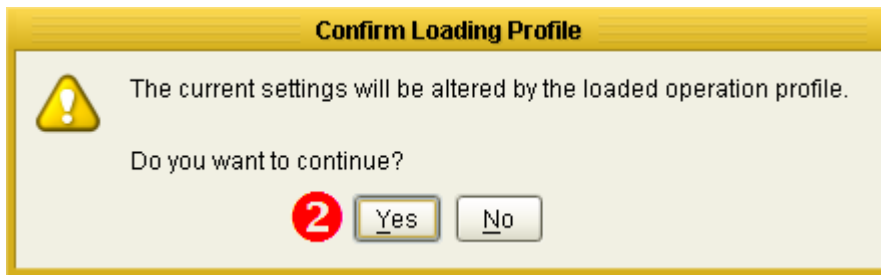 Confirm Loading Profile
The current settings will be altered by the loaded operation profile.
Do you want to continue?
2 Yes No